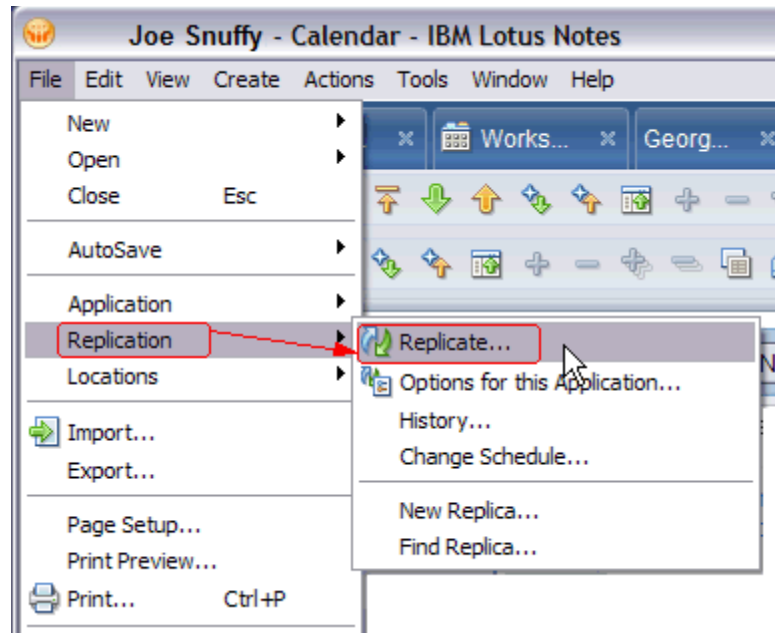 Joe Snuffy - Calendar - IBM Lotus Notes
File Edit View Create Actions Tools Window Help
Works... Georg...
New
Open
Close Esc
AutoSave
Application
Replication
Locations
Import...
Export...
Page Setup...
Print Preview...
Print... Ctrl+P
Replicate...
Options for this Application...
History...
Change Schedule...
New Replica...
Find Replica...
N